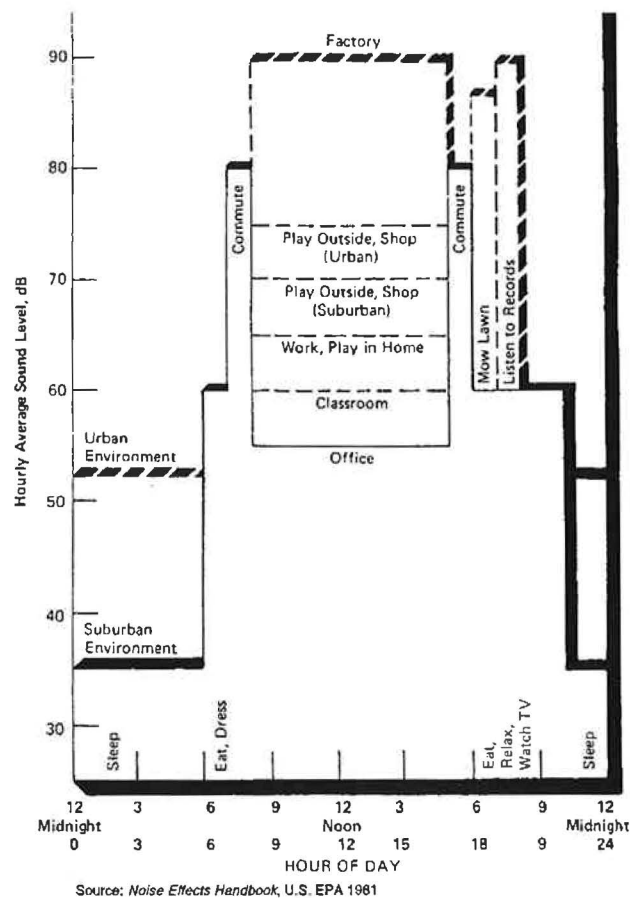 Factory
90
80
70
60
50
40
30
Hourly Average Sound Level, dB
Commute
Play Outside, Shop
(Urban)
Play Outside, Shop
(Suburban)
Work, Play in Home
Classroom
Office
Commute
Mow Lawn
Listen to Records
Urban
Environment
Suburban
Environment
Sleep
Eat, Dress
Eat,
Relax,
Watch TV
Sleep
12 3 6 9 12 3 6 9 12
Midnight Noon Midnight
0 3 6 9 12 15 18 9 24
HOUR OF DAY
Source: Noise Effects Handbook, U.S. EPA 1981